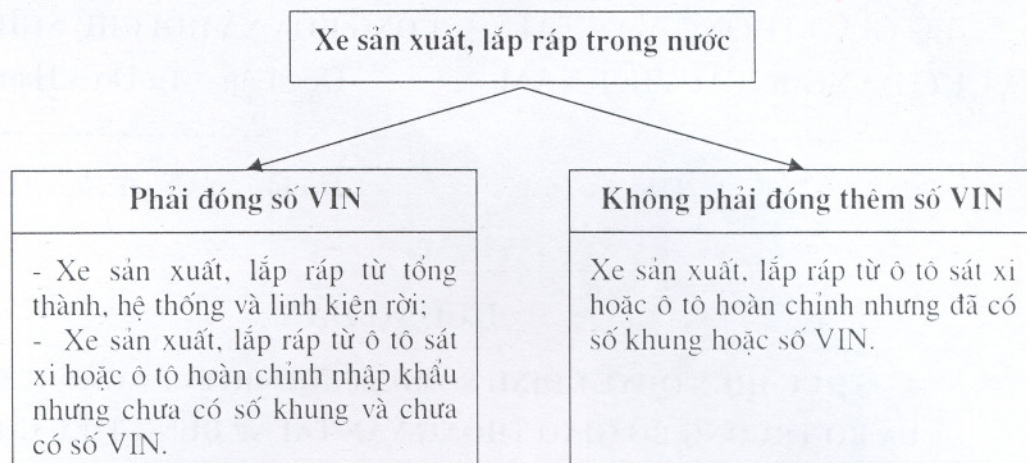 Xe sản xuất, lắp ráp trong nước
Phải đóng số VIN
- Xe sản xuất, lắp ráp từ tổng
thành, hệ thống và linh kiện rời;
- Xe sản xuất, lắp ráp từ ô tô sát
xi hoặc ô tô hoàn chỉnh nhập khẩu
nhưng chưa có số khung và chưa
có số VIN.
Không phải đóng thêm số VIN
Xe sản xuất, lắp ráp từ ô tô sát xi
hoặc ô tô hoàn chỉnh nhưng đã có
số khung hoặc số VIN.